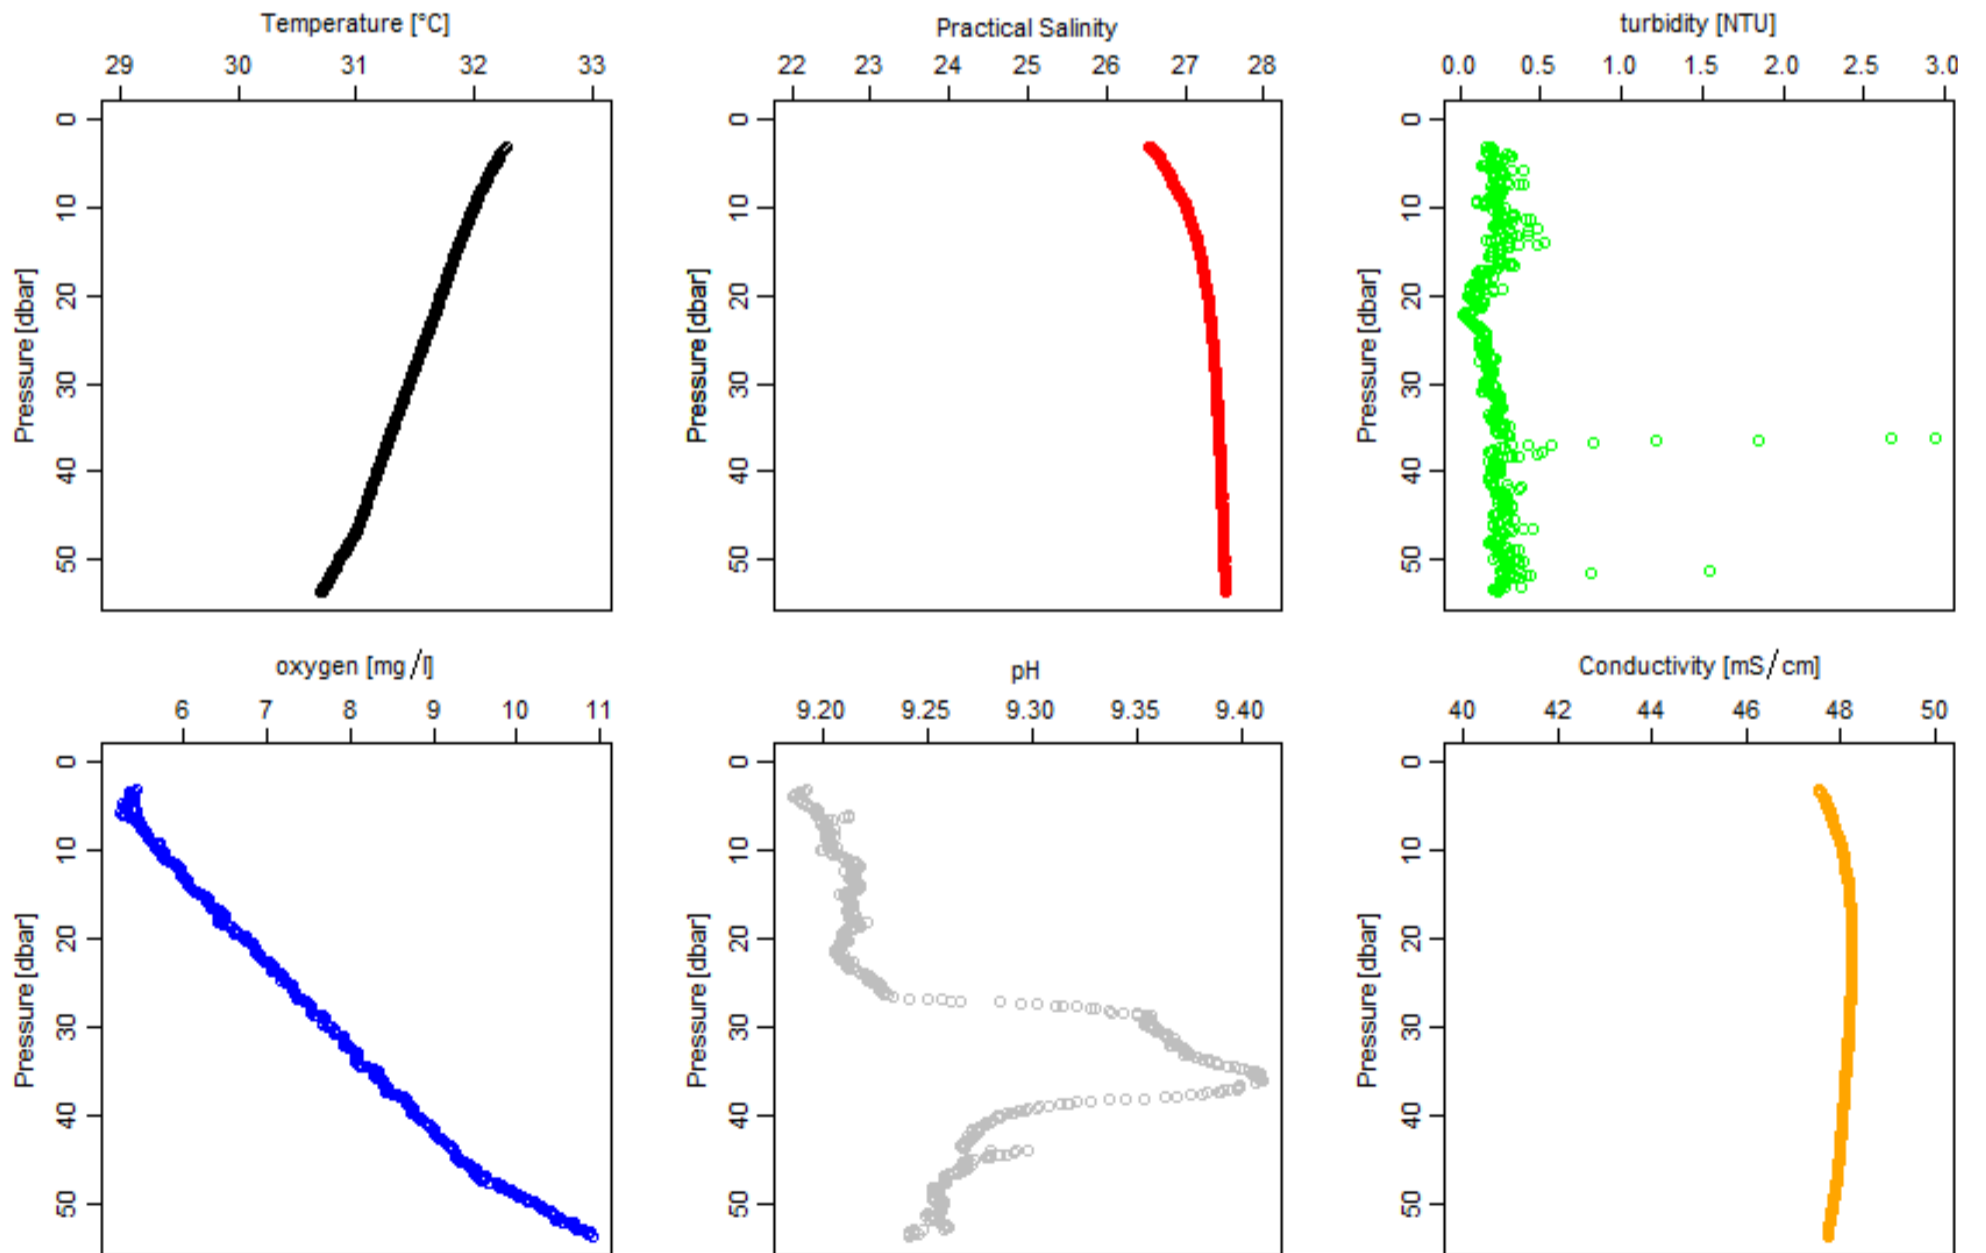 Temperature [°C]
29 30 31 32 33
Pressure [dbar]
0 10 20 30 40 50
Practical Salinity
22 23 24 25 26 27 28
Pressure [dbar]
0 10 20 30 40 50
turbidity [NTU]
0.0 0.5 1.0 1.5 2.0 2.5 3.0
Pressure [dbar]
0 10 20 30 40 50
oxygen [mg/l]
6 7 8 9 10 11
Pressure [dbar]
0 10 20 30 40 50
pH
9.20 9.25 9.30 9.35 9.40
Pressure [dbar]
0 10 20 30 40 50
Conductivity [mS/cm]
40 42 44 46 48 50
Pressure [dbar]
0 10 20 30 40 50